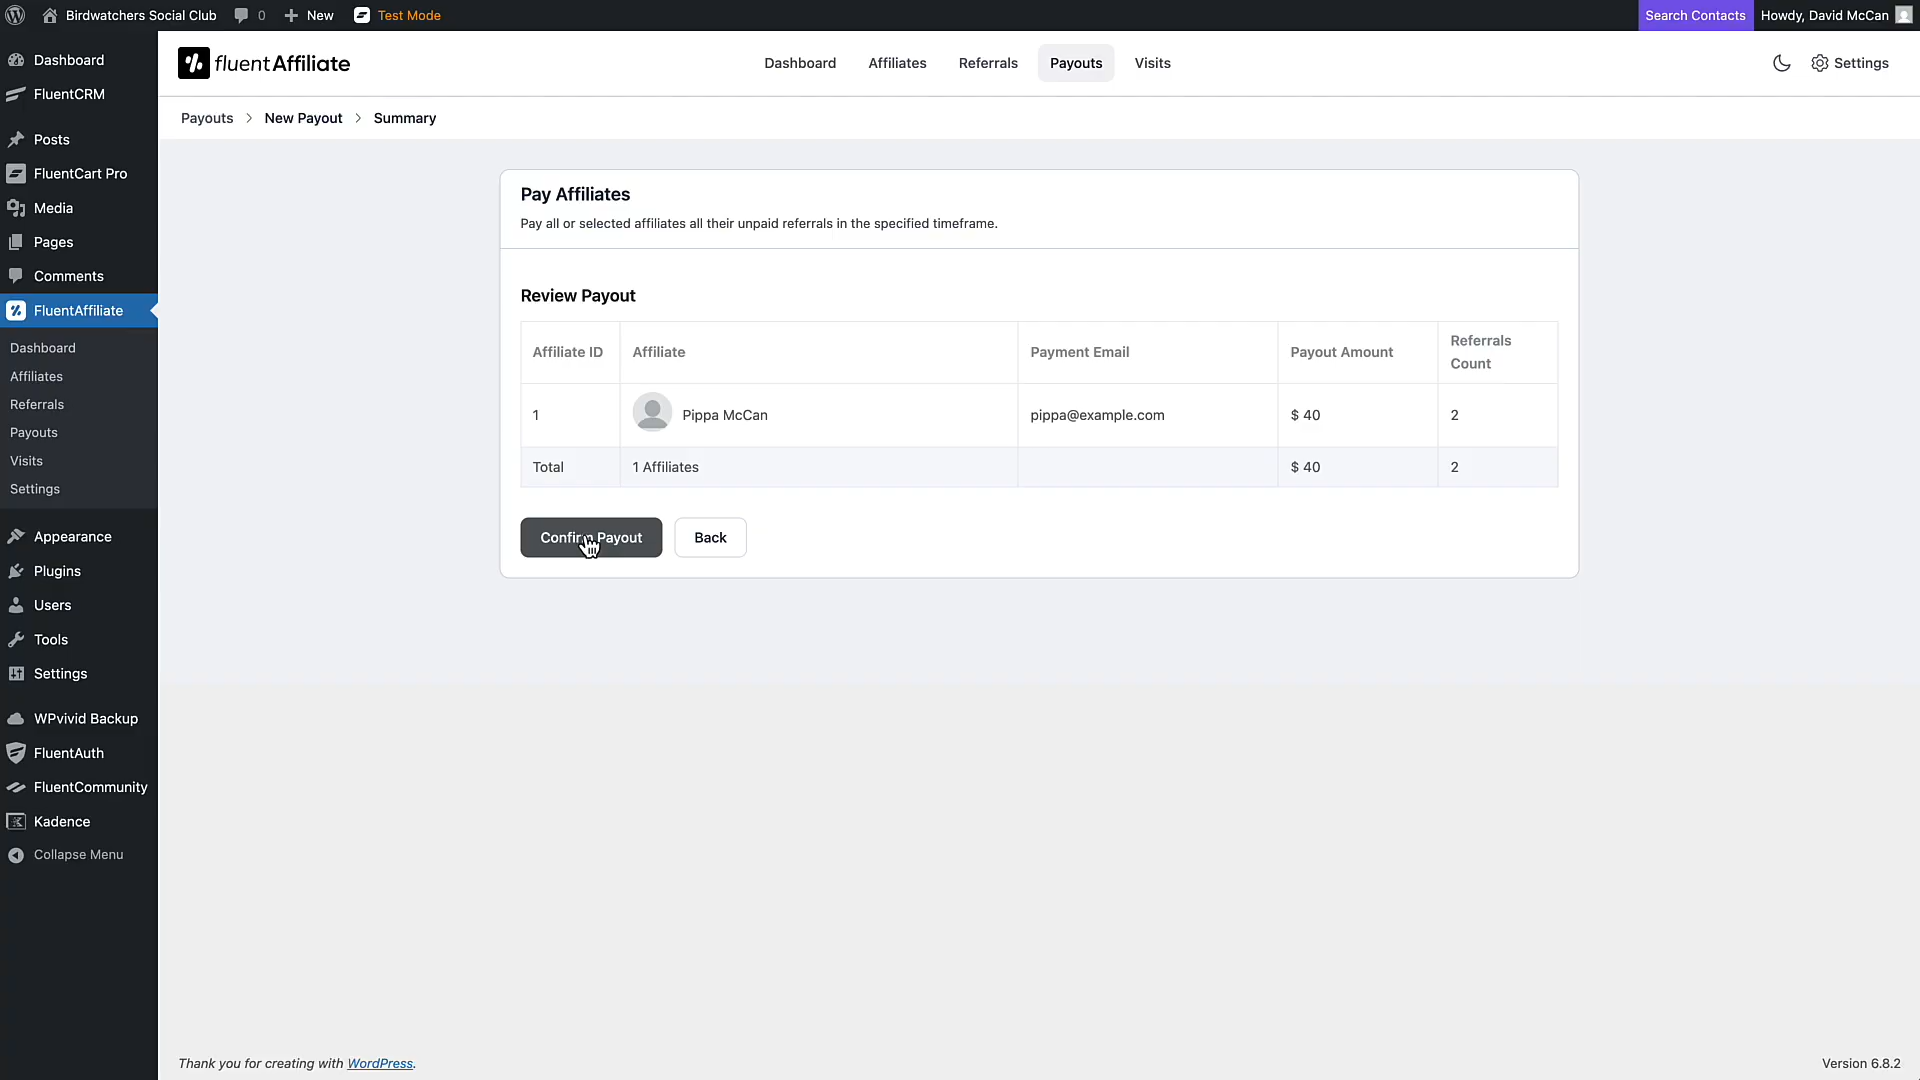 Birdwatchers Social Club
0
New
Test Mode
Search Contacts
Howdy, David McCan
Dashboard
FluentCRM
Posts
FluentCart Pro
Media
Pages
Comments
FluentAffiliate
Dashboard
Affiliates
Referrals
Payouts
Visits
Settings
Appearance
Plugins
Users
Tools
Settings
WPvivid Backup
FluentAuth
FluentCommunity
Kadence
Collapse Menu
fluentAffiliate
Dashboard
Affiliates
Referrals
Payouts
Visits
Settings
Payouts > New Payout > Summary
Pay Affiliates
Pay all or selected affiliates all their unpaid referrals in the specified timeframe.
Review Payout
Affiliate ID
Affiliate
Payment Email
Payout Amount
Referrals
Count
1
Pippa McCan
pippa@example.com
$ 40
2
Total
1 Affiliates
$ 40
2
Confirm Payout
Back
Thank you for creating with WordPress.
Version 6.8.2